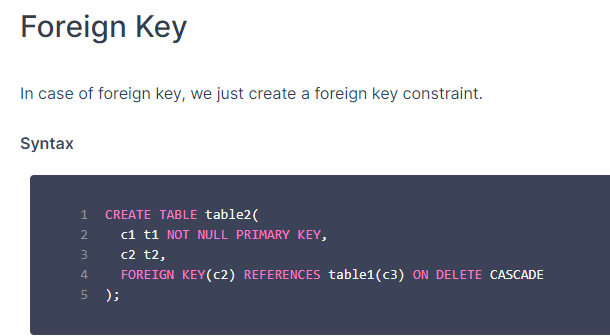 Foreign Key
In case of foreign key, we just create a foreign key constraint.
Syntax
1 CREATE TABLE table2(
2 c1 t1 NOT NULL PRIMARY KEY,
3 c2 t2,
4 FOREIGN KEY(c2) REFERENCES table1(c3) ON DELETE CASCADE
5 );